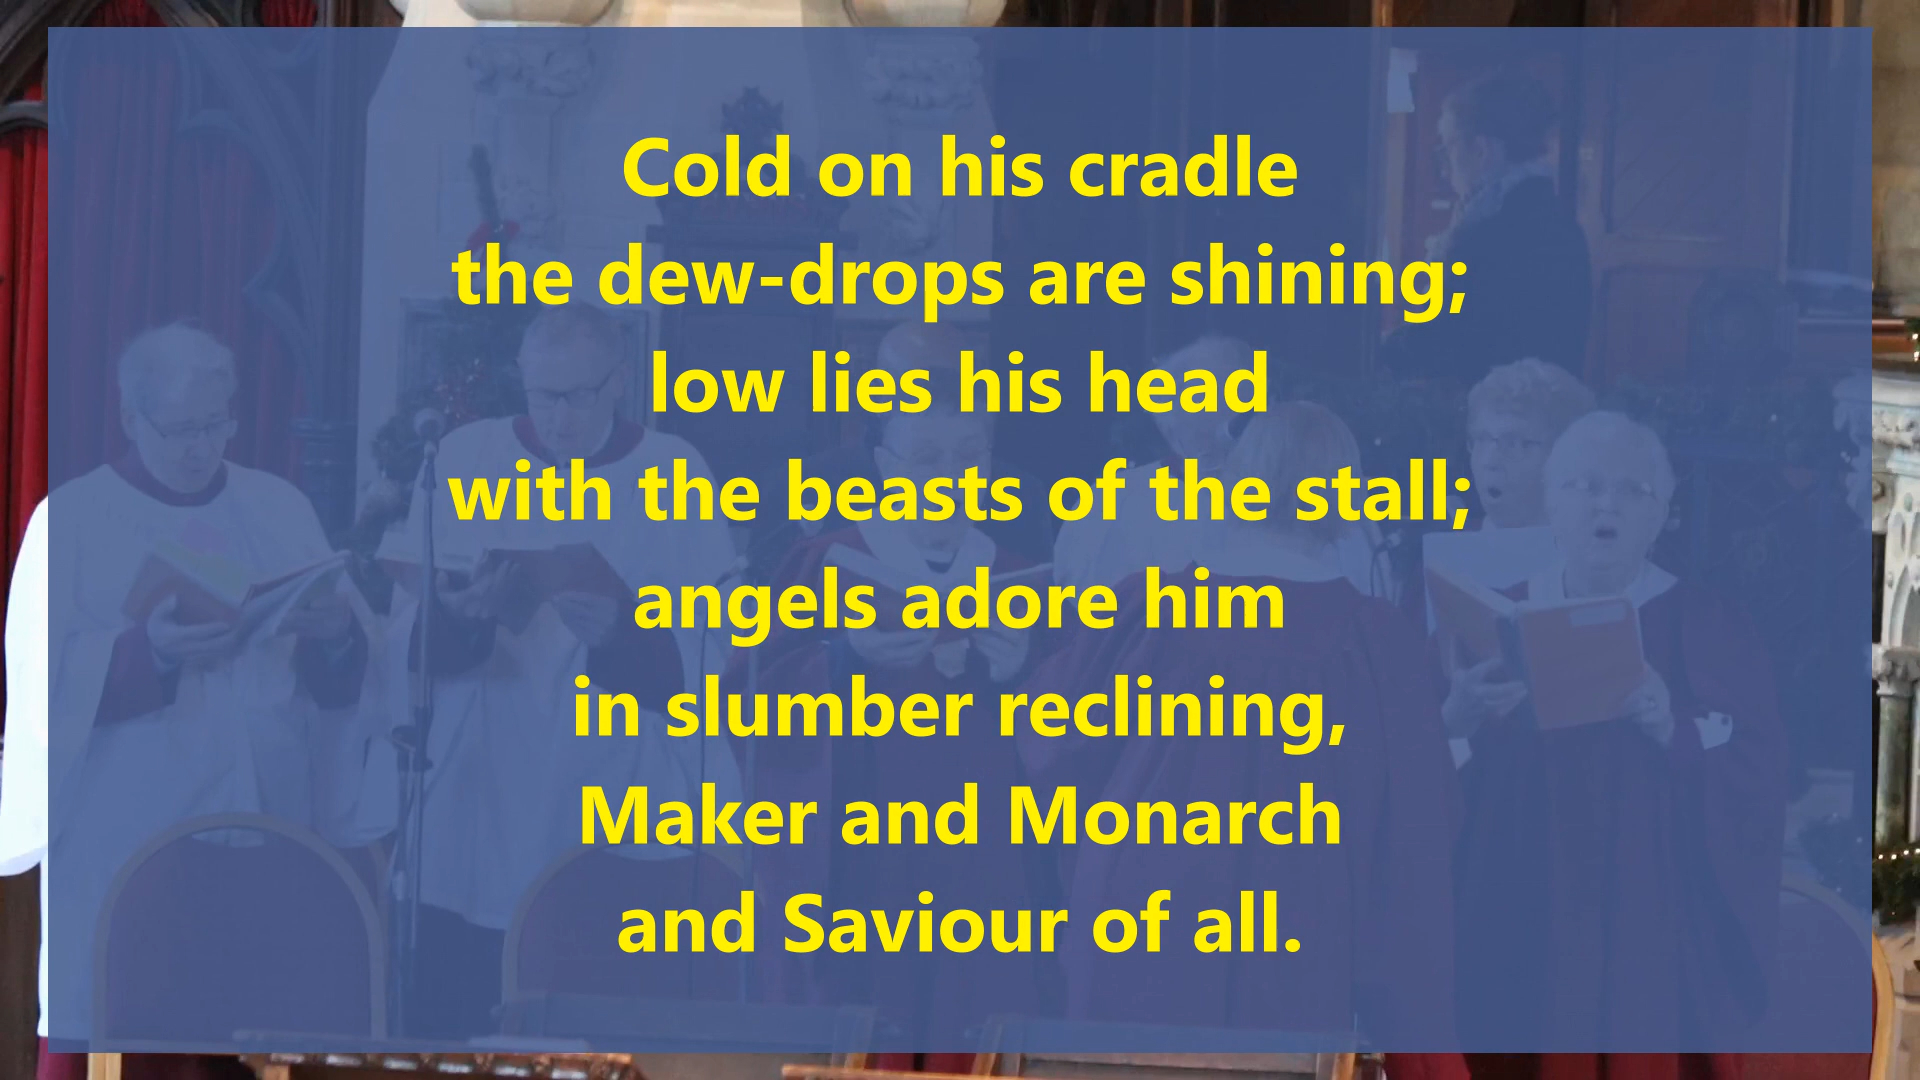 Cold on his cradle
the dew-drops are shining;
low lies his head
with the beasts of the stall;
angels adore him
in slumber reclining,
Maker and Monarch
and Saviour of all.